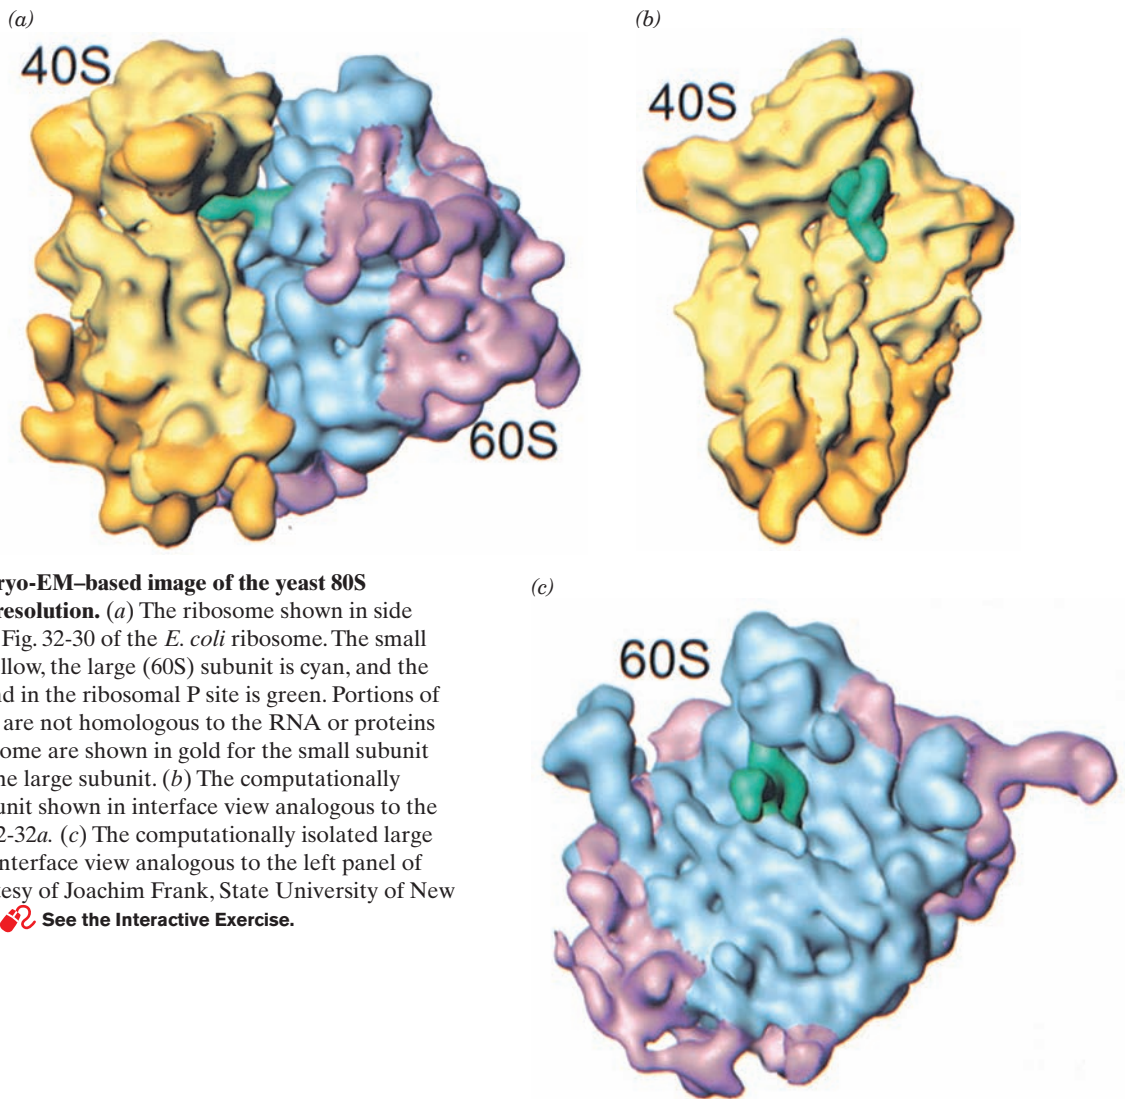 (a)
(b)
40S
40S
60S
ryo-EM–based image of the yeast 80S
resolution. (a) The ribosome shown in side
Fig. 32-30 of the E. coli ribosome. The small
llow, the large (60S) subunit is cyan, and the
nd in the ribosomal P site is green. Portions of
are not homologous to the RNA or proteins
ome are shown in gold for the small subunit
he large subunit. (b) The computationally
unit shown in interface view analogous to the
2-32a. (c) The computationally isolated large
nterface view analogous to the left panel of
tesy of Joachim Frank, State University of New
See the Interactive Exercise.
(c)
60S